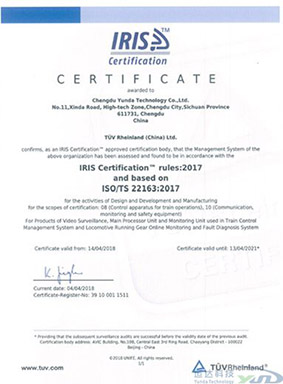 IRIS™
Certification
CERTIFICATE
awarded to
Chengdu Yunda Technology Co.,Ltd.
No.11,Xinda Road, High-tech Zone,Chengdu City,Sichuan Province
611731, Chengdu
China
TÜV Rheinland (China) Ltd.
confirms, as an IRIS Certification™ approved certification body, that the Management System of the
above organization has been assessed and found to be in accordance with the
IRIS Certification™ rules:2017
and based on
ISO/TS 22163:2017
for the activities of Design and Development and Manufacturing
for the scopes of certification: 08 (Control apparatus for train operations), 10 (Communication,
monitoring and safety equipment)
For Products of Video Surveillance, Main Processor Unit and Monitoring Unit used in Train Control
Management System and Locomotive Running Gear Online Monitoring and Fault Diagnosis System
Certificate valid from: 14/04/2018 Certificate valid until: 13/04/2021*
Current date: 04/04/2018
Certificate-Register-No: 39 10 001 1511
* Providing that the subsequent surveillance audits are successful before the validity date of the previous audit.
Certification body address: AVIC Building, No.10B, Central East 3rd Ring Road, Chaoyang District - 100022
Beijing - China
©2018 UNIFE. All rights reserved.
1/1
www.tuv.com TÜVRheinland®
运达科技 YD